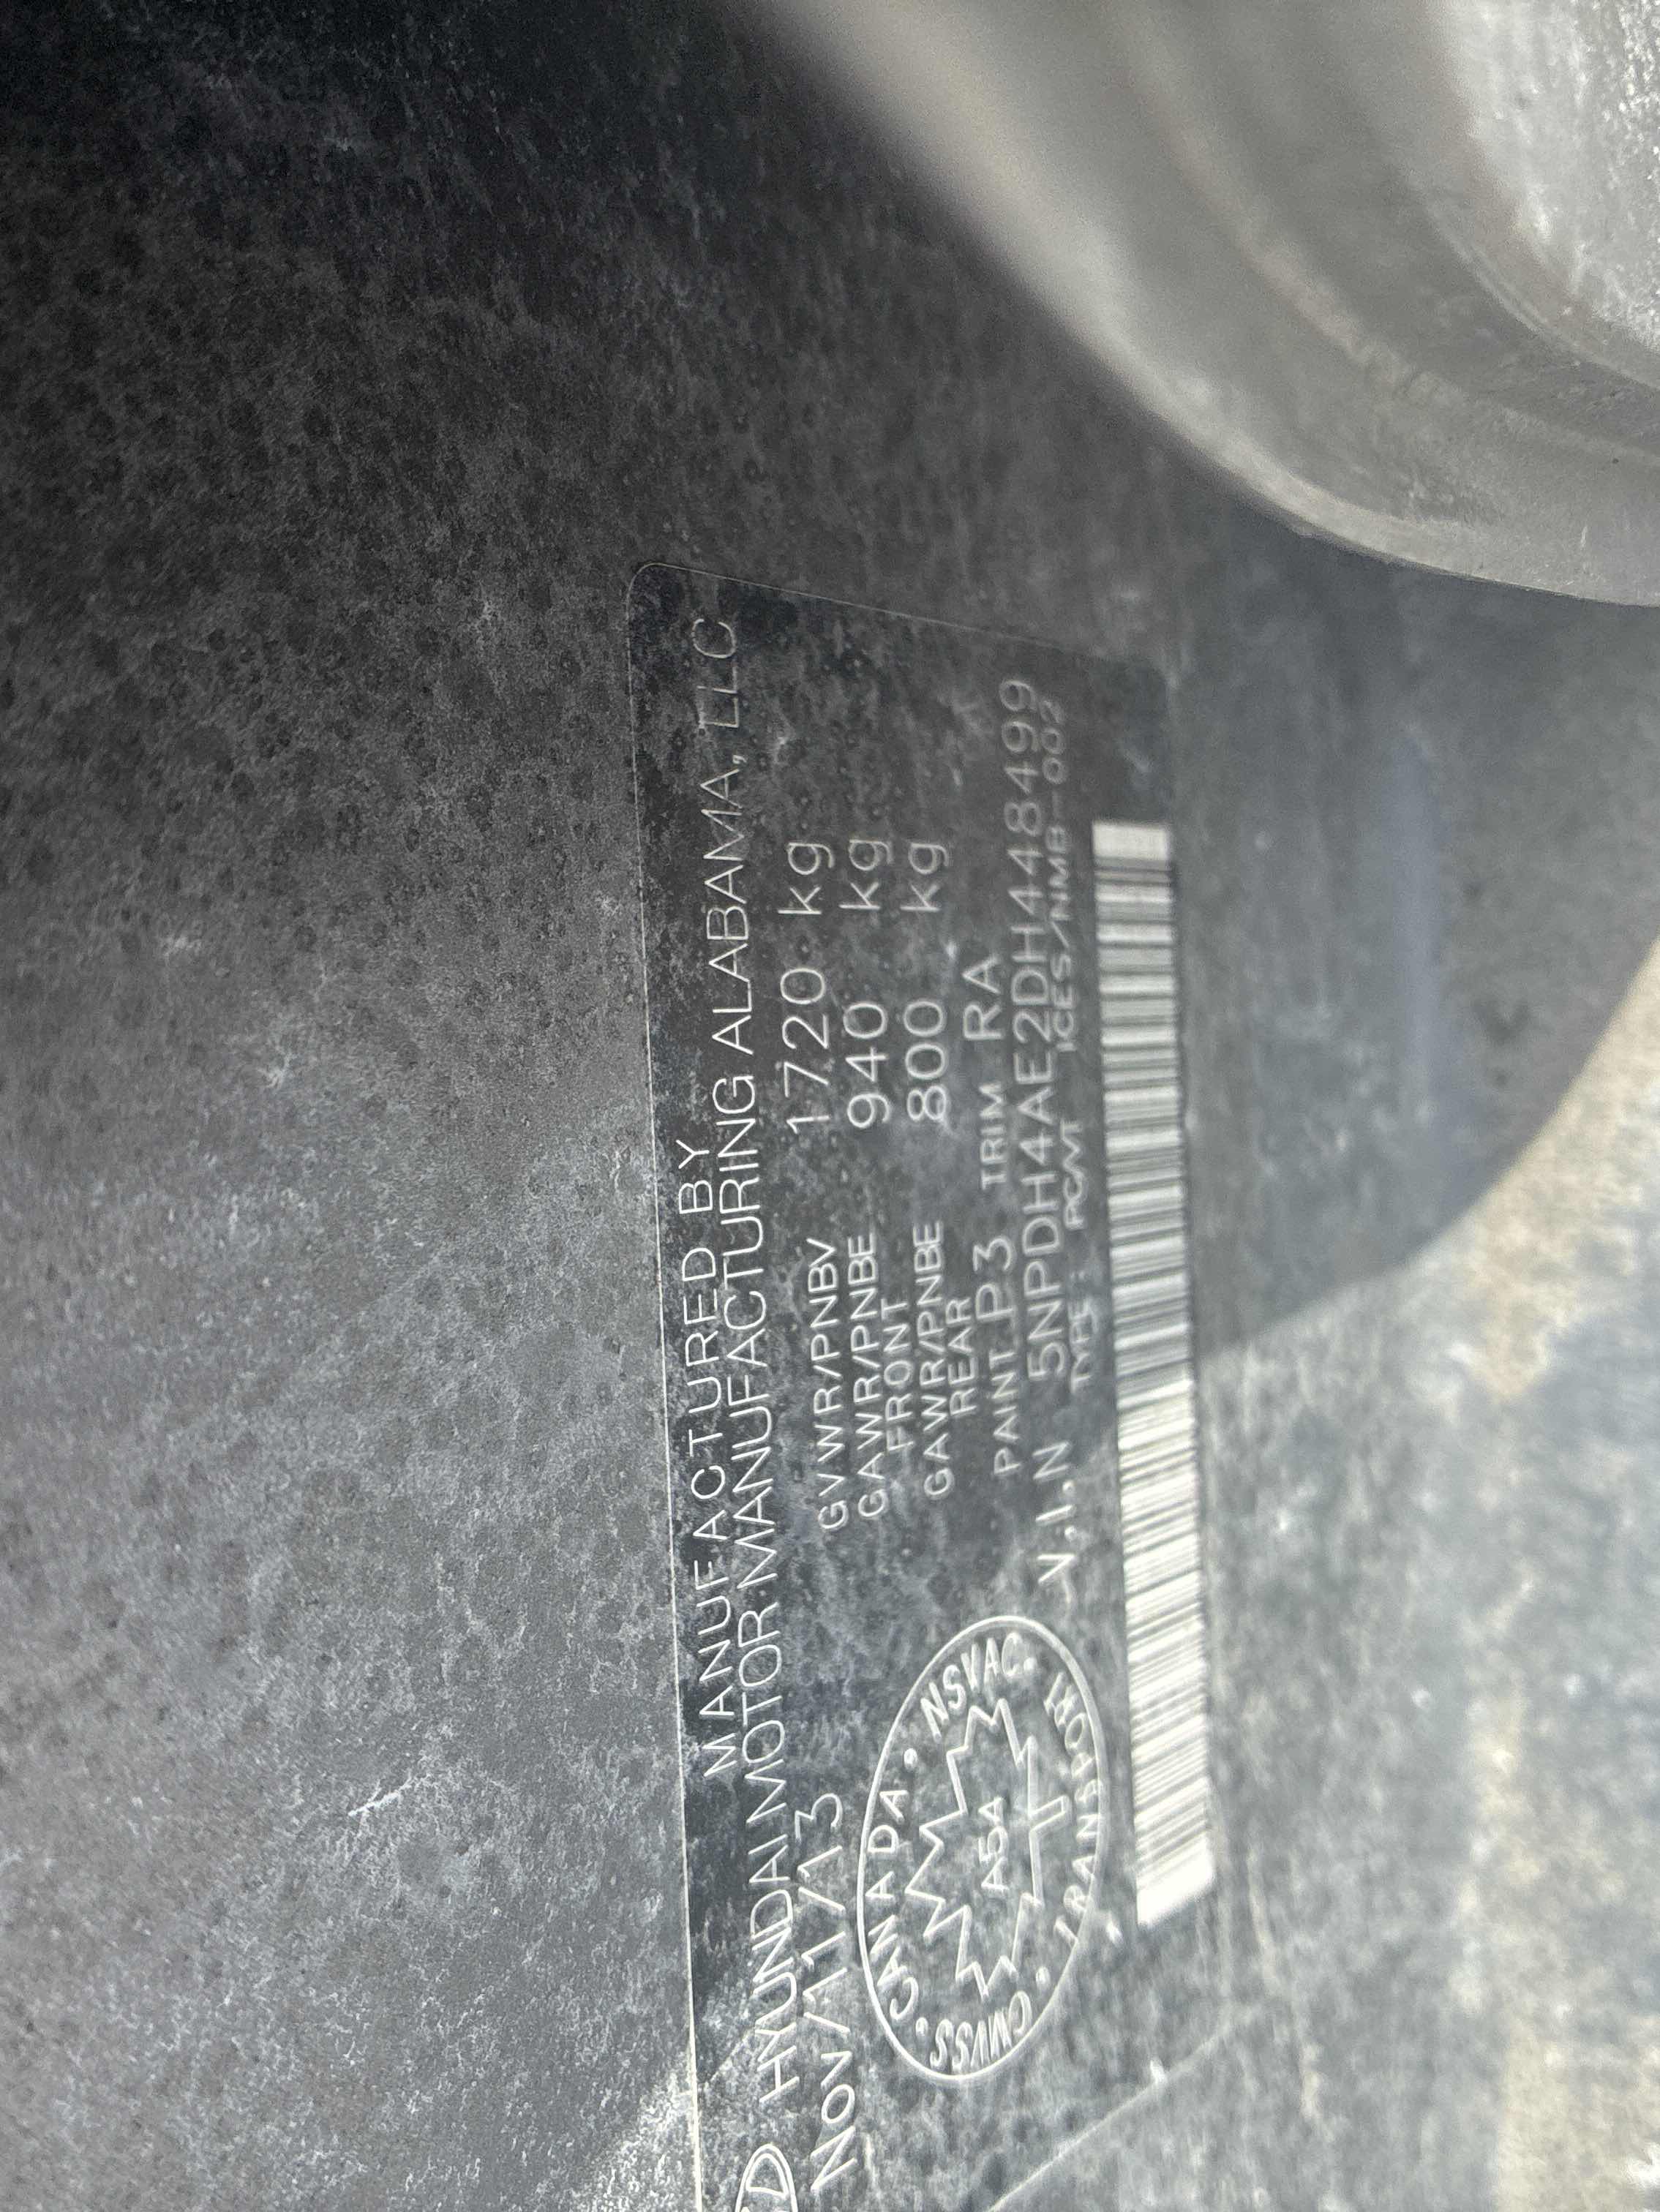 MANUFACTURED BY
HYUNDAI MOTOR MANUFACTURING ALABAMA, LLC
Nov/11/13
GVWR/PNBV 1720 kg
GAWR/PNBE 940 kg
FRONT
GAWR/PNBE 800 kg
REAR
PAINT P3 TRIM RA
V.I.N 5NPDH4AE2DH448499
TYPE: PC/VT ICES/NMB-002
CANADA • NSVAC • TRANSPORT • CMVSS •
A5A